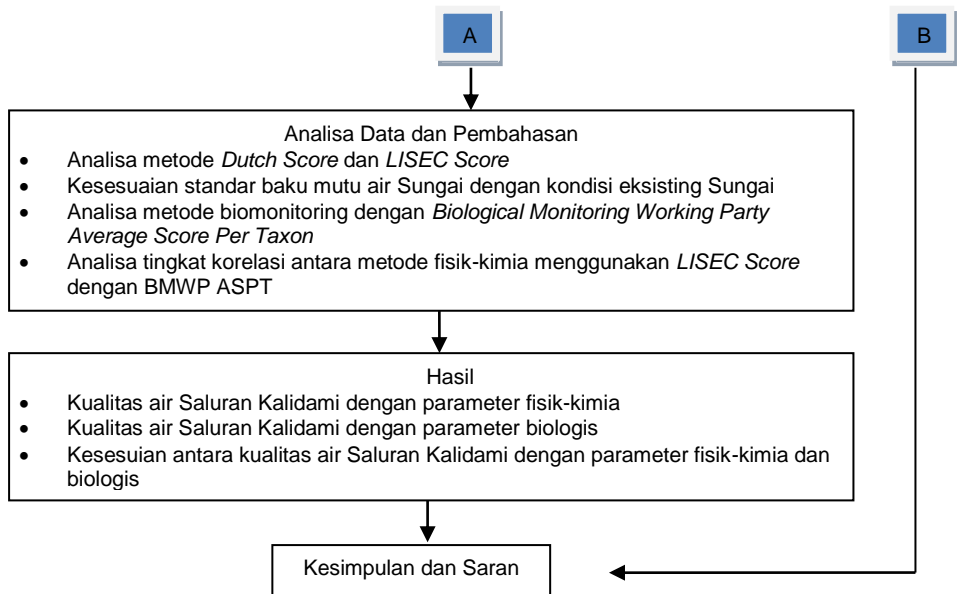 A B
Analisa Data dan Pembahasan
• Analisa metode Dutch Score dan LISEC Score
• Kesesuaian standar baku mutu air Sungai dengan kondisi eksisting Sungai
• Analisa metode biomonitoring dengan Biological Monitoring Working Party
Average Score Per Taxon
• Analisa tingkat korelasi antara metode fisik-kimia menggunakan LISEC Score
dengan BMWP ASPT
Hasil
• Kualitas air Saluran Kalidami dengan parameter fisik-kimia
• Kualitas air Saluran Kalidami dengan parameter biologis
• Kesesuian antara kualitas air Saluran Kalidami dengan parameter fisik-kimia dan
biologis
Kesimpulan dan Saran